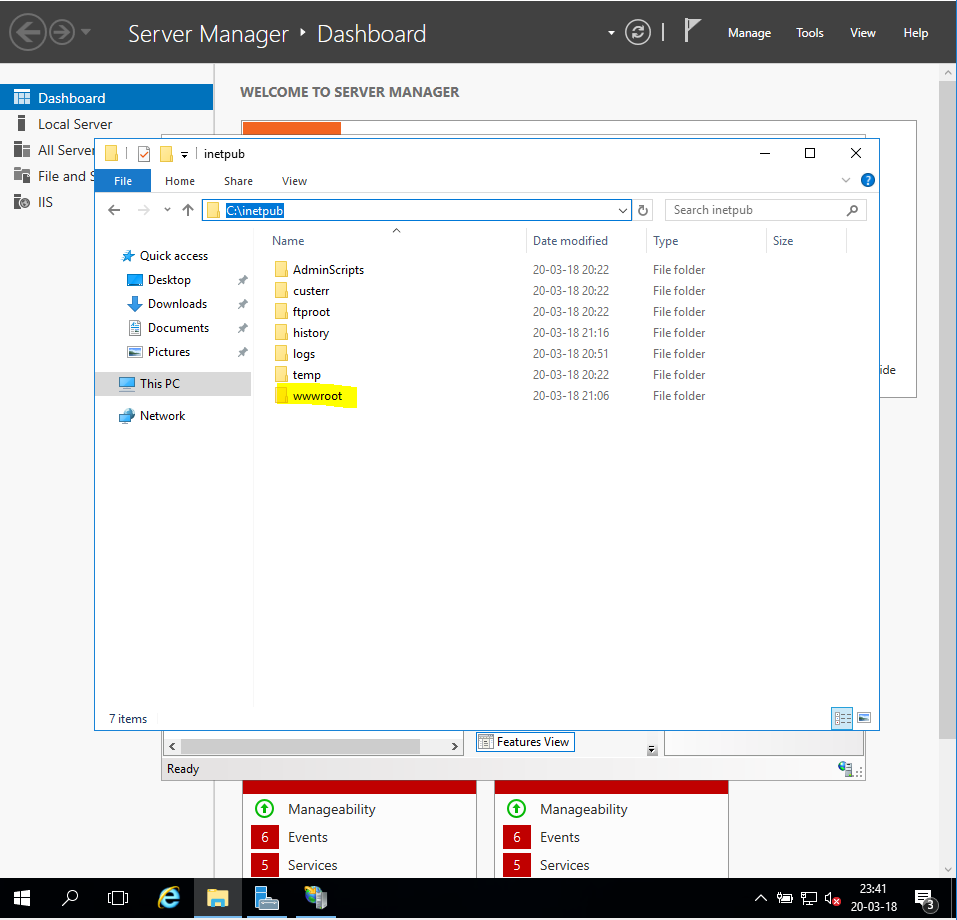 Server Manager ‣ Dashboard
Manage Tools View Help
Dashboard
Local Server
All Server
File and S
IIS
WELCOME TO SERVER MANAGER
inetpub
File Home Share View
C:\inetpub
Search inetpub
Quick access
Desktop
Downloads
Documents
Pictures
This PC
Network
Name Date modified Type Size
AdminScripts 20-03-18 20:22 File folder
custerr 20-03-18 20:22 File folder
ftproot 20-03-18 20:22 File folder
history 20-03-18 21:16 File folder
logs 20-03-18 20:51 File folder
temp 20-03-18 20:22 File folder
wwwroot 20-03-18 21:06 File folder
ide
7 items
Features View
Ready
Manageability
6 Events
5 Services
Manageability
6 Events
5 Services
23:41
20-03-18
3